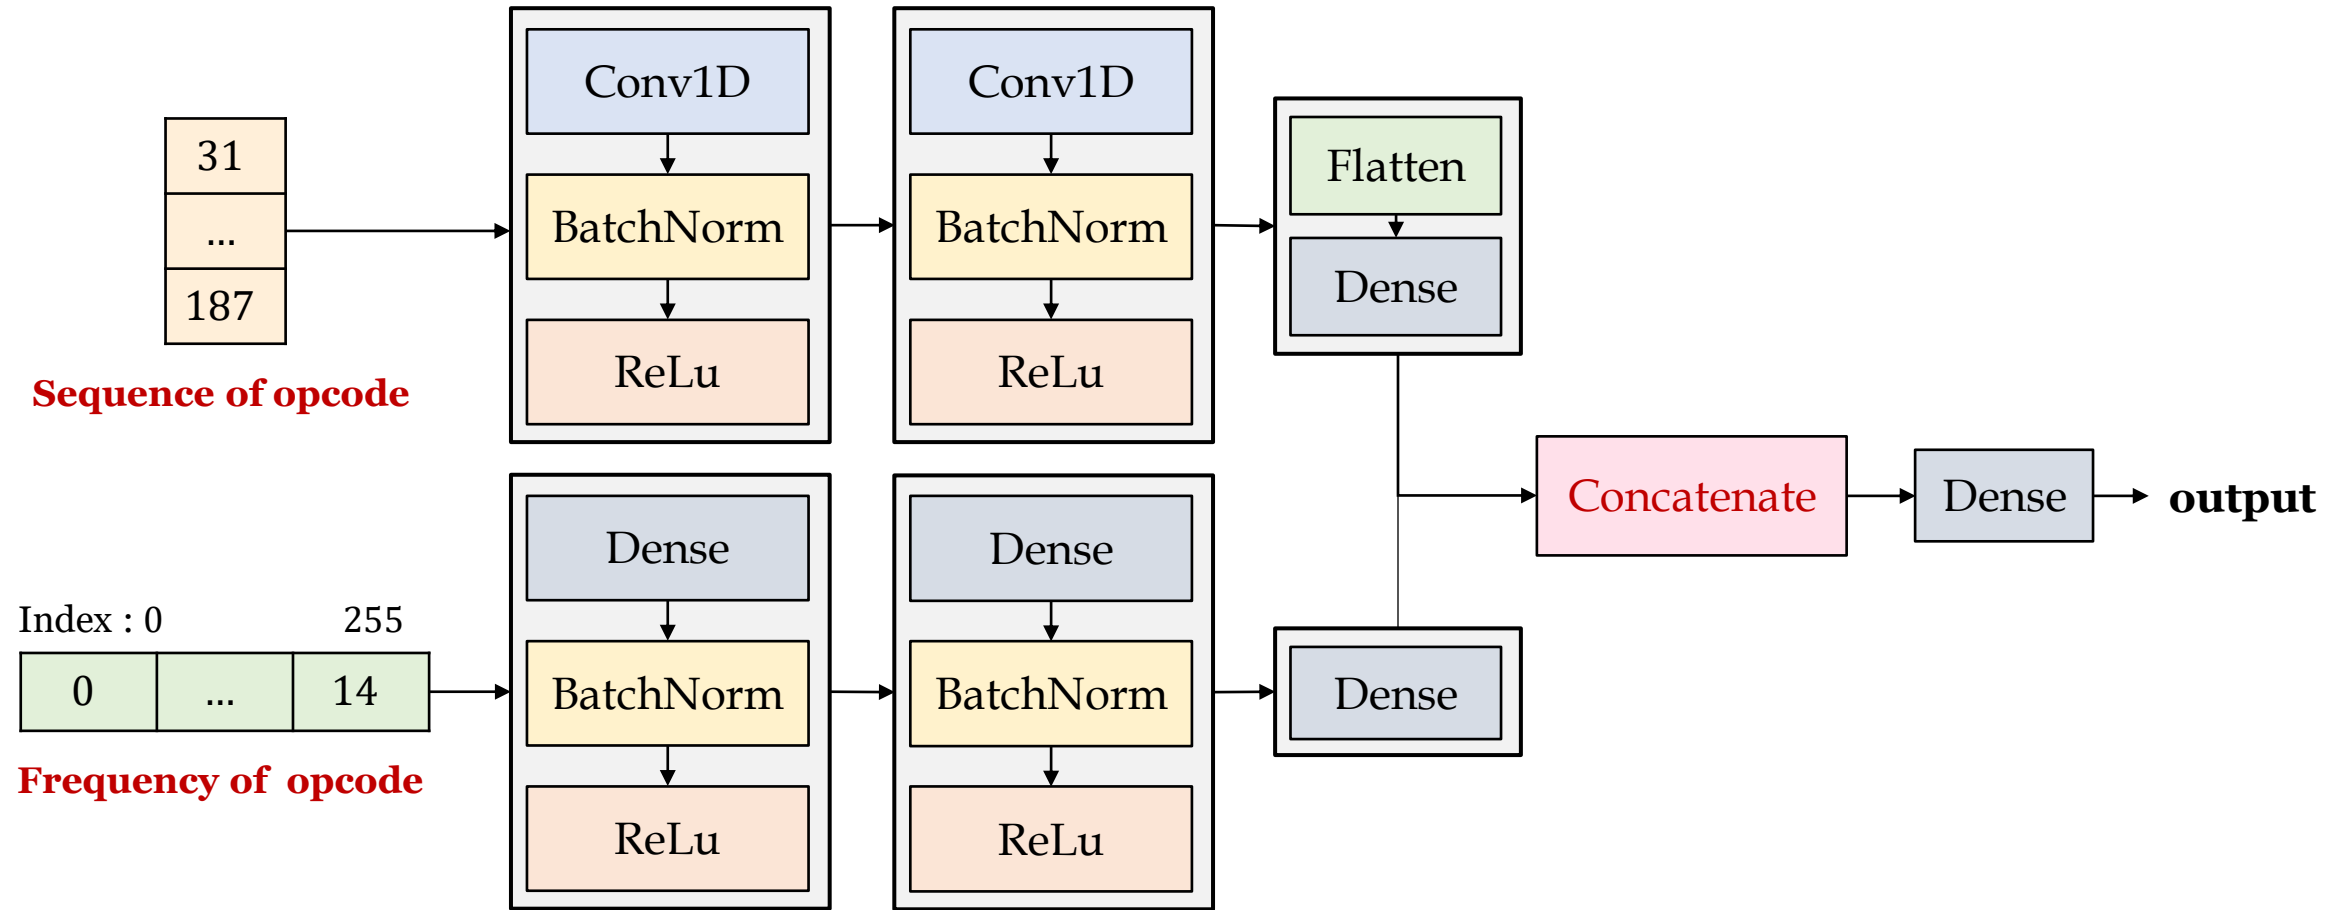 31
...
187
Sequence of opcode
Conv1D
BatchNorm
ReLu
Conv1D
BatchNorm
ReLu
Flatten
Dense
Index : 0 255
0 ... 14
Frequency of opcode
Dense
BatchNorm
ReLu
Dense
BatchNorm
ReLu
Dense
Concatenate
Dense
output